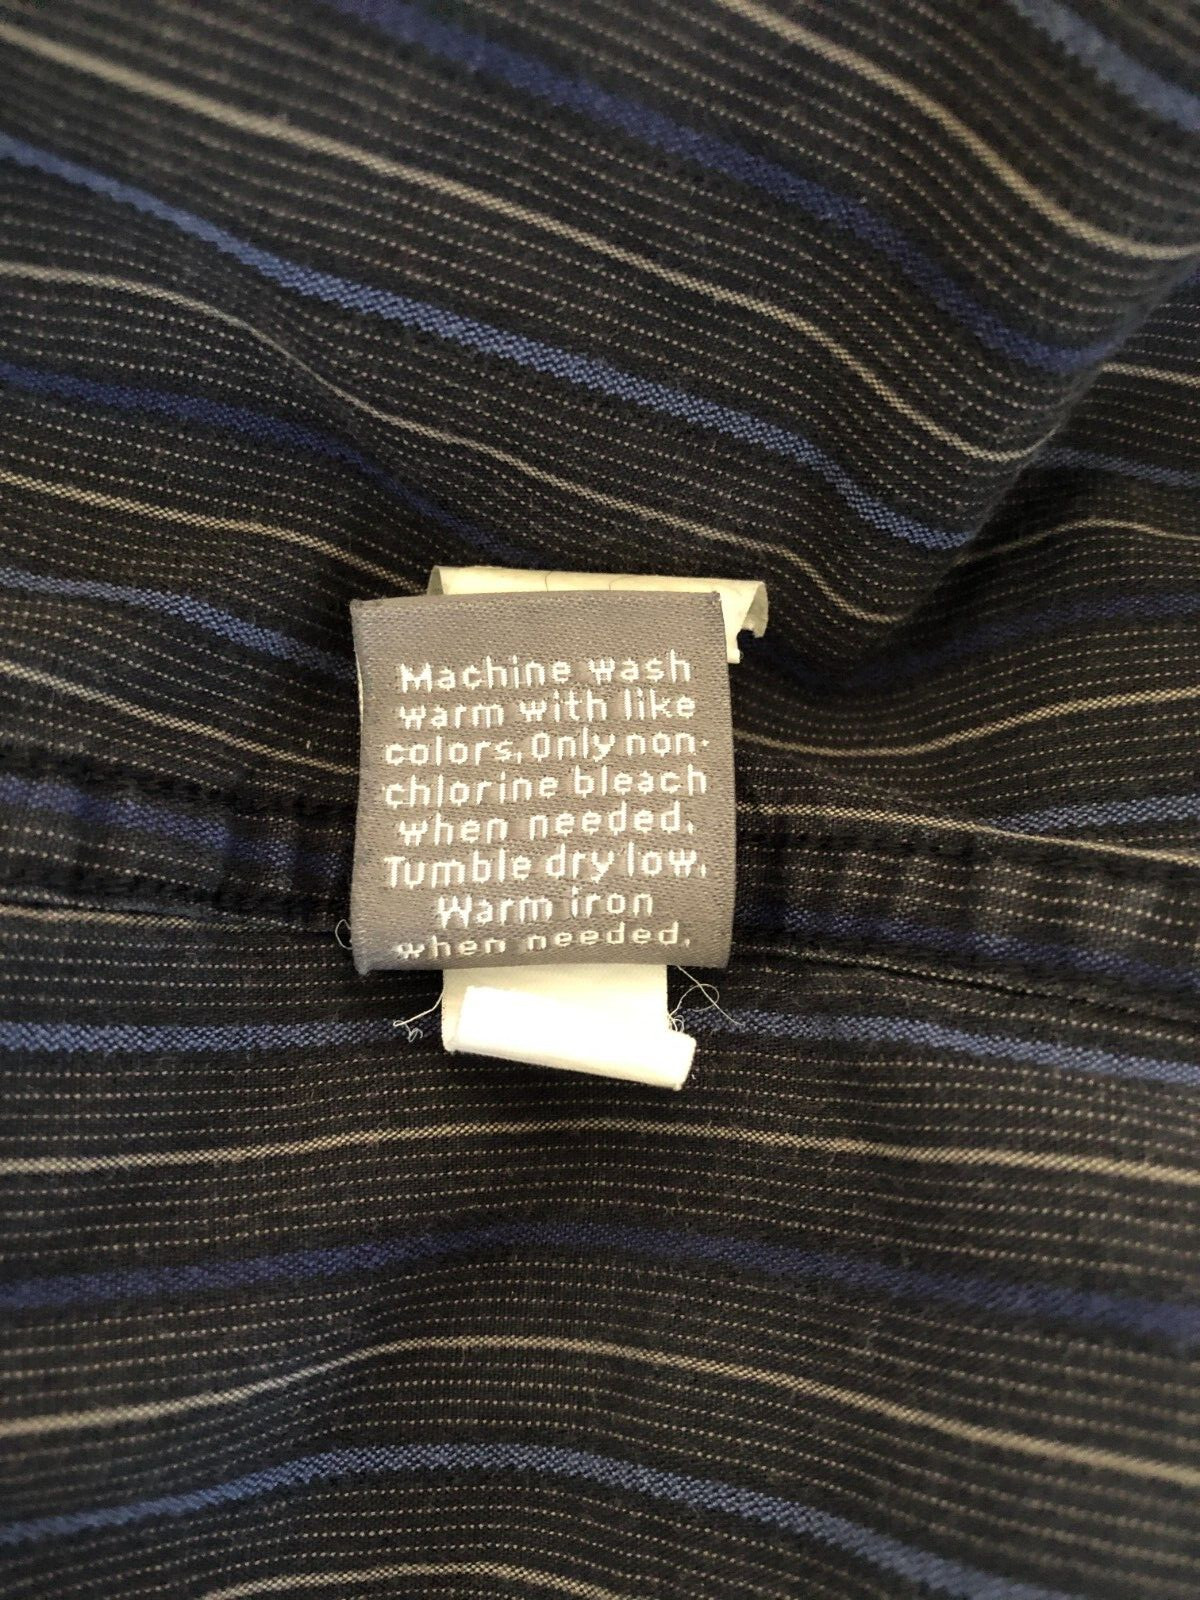 Machine wash
warm with like
colors, Only non-
chlorine bleach
when needed.
Tumble dry low.
Warm iron
when needed.